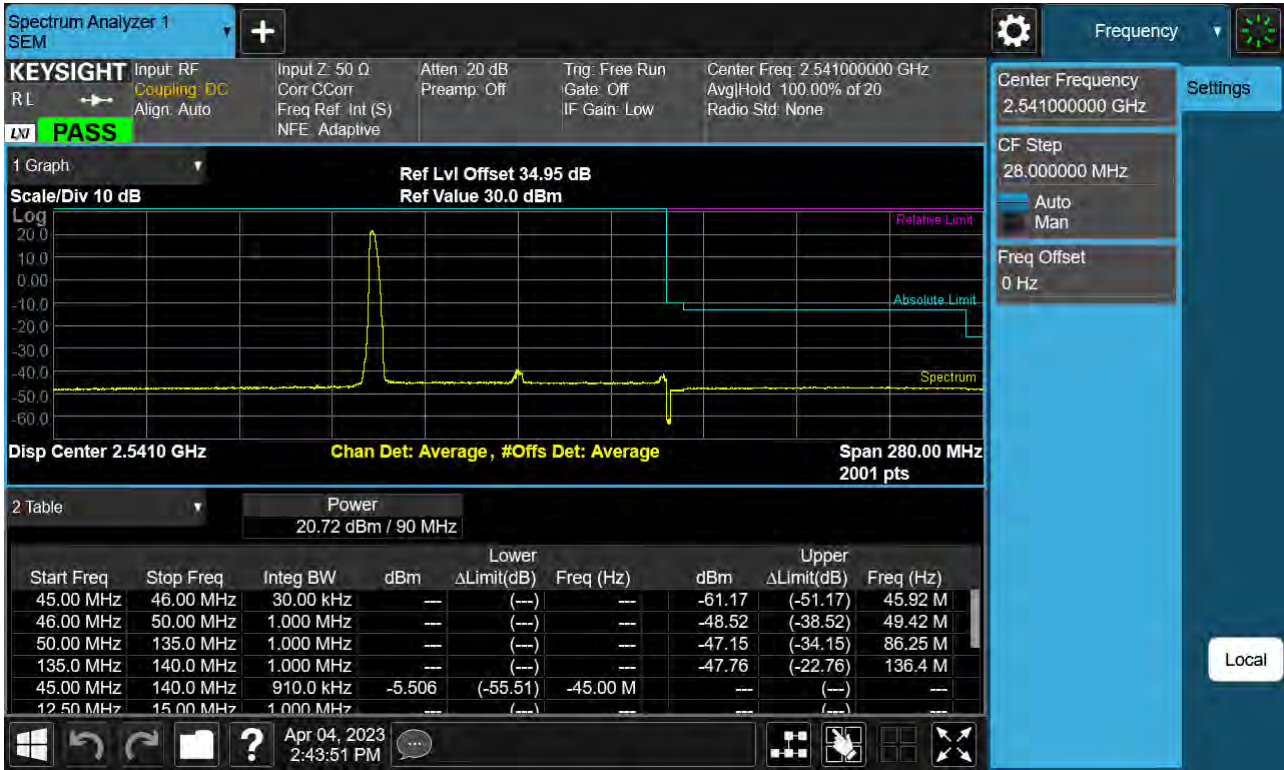 Spectrum Analyzer 1
SEM
+
Frequency
KEYSIGHT
RL
LXI
PASS
Input: RF
Coupling: DC
Align: Auto
Input Z: 50 Ω
Corr CCorr
Freq Ref: Int (S)
NFE: Adaptive
Atten: 20 dB
Preamp: Off
Trig: Free Run
Gate: Off
IF Gain: Low
Center Freq: 2.541000000 GHz
Avg|Hold: 100.00% of 20
Radio Std: None
Center Frequency
2.541000000 GHz
Settings
CF Step
28.000000 MHz
Auto
Man
Freq Offset
0 Hz
Local
1 Graph
Scale/Div 10 dB
Ref Lvl Offset 34.95 dB
Ref Value 30.0 dBm
Log
20.0
10.0
0.00
-10.0
-20.0
-30.0
-40.0
-50.0
-60.0
Relative Limit
Absolute Limit
Spectrum
Disp Center 2.5410 GHz
Chan Det: Average, #Offs Det: Average
Span 280.00 MHz
2001 pts
2 Table
Power
20.72 dBm / 90 MHz
Lower Upper
Start Freq Stop Freq Integ BW dBm ΔLimit(dB) Freq (Hz) dBm ΔLimit(dB) Freq (Hz)
45.00 MHz 46.00 MHz 30.00 kHz --- (---) --- -61.17 (-51.17) 45.92 M
46.00 MHz 50.00 MHz 1.000 MHz --- (---) --- -48.52 (-38.52) 49.42 M
50.00 MHz 135.0 MHz 1.000 MHz --- (---) --- -47.15 (-34.15) 86.25 M
135.0 MHz 140.0 MHz 1.000 MHz --- (---) --- -47.76 (-22.76) 136.4 M
45.00 MHz 140.0 MHz 910.0 kHz -5.506 (-55.51) -45.00 M --- (---) ---
12.50 MHz 15.00 MHz 1.000 MHz --- (---) --- --- (---) ---
?
Apr 04, 2023
2:43:51 PM